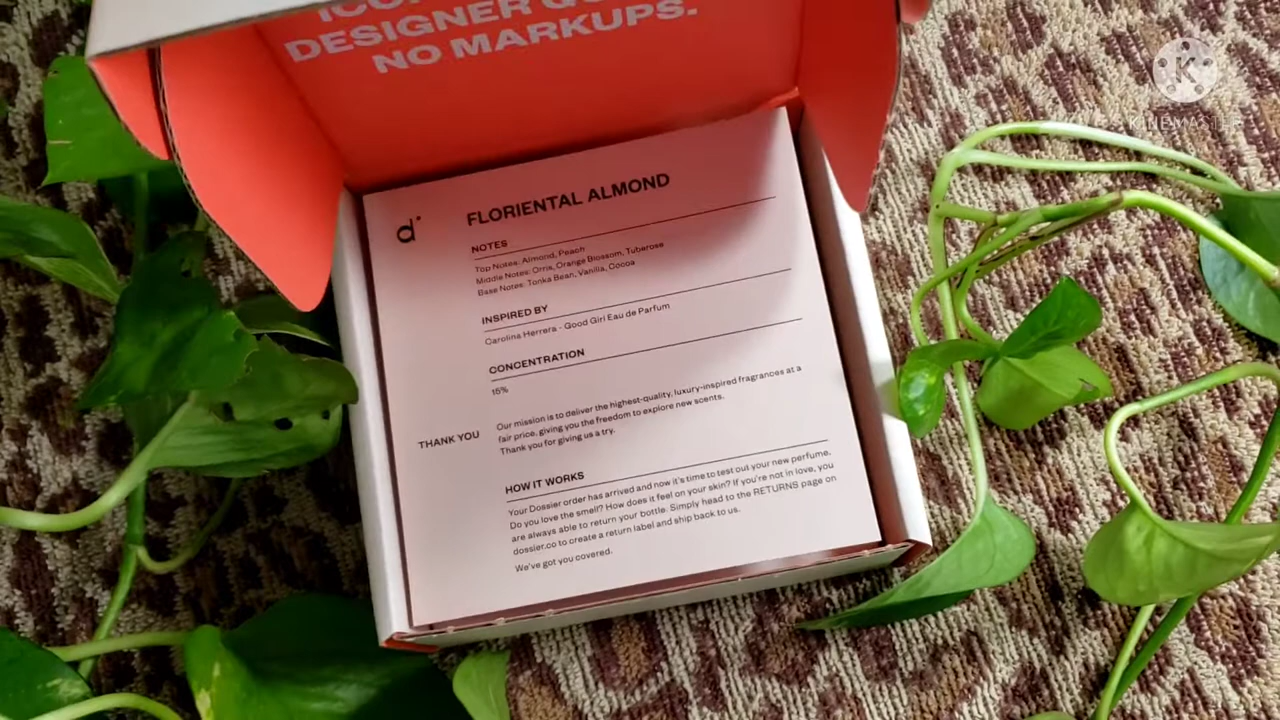 DESIGNER
NO MARKUPS.
K
KINEMASTER
d°
FLORIENTAL ALMOND
NOTES
Top Notes: Almond, Peach
Middle Notes: Orris, Orange Blossom, Tuberose
Base Notes: Tonka Bean, Vanilla, Cocoa
INSPIRED BY
Carolina Herrera - Good Girl Eau de Parfum
CONCENTRATION
15%
THANK YOU
Our mission is to deliver the highest-quality, luxury-inspired fragrances at a
fair price, giving you the freedom to explore new scents.
Thank you for giving us a try.
HOW IT WORKS
Your Dossier order has arrived and now it's time to test out your new perfume.
Do you love the smell? How does it feel on your skin? If you're not in love, you
are always able to return your bottle. Simply head to the RETURNS page on
dossier.co to create a return label and ship back to us.
We've got you covered.